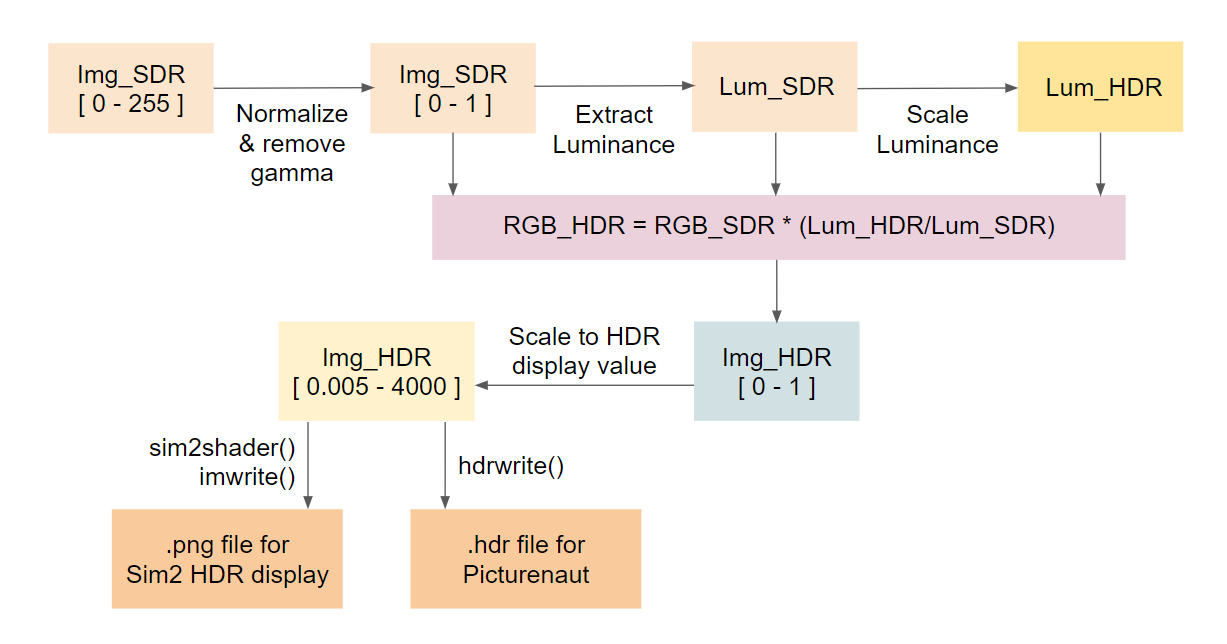 Img_SDR
[ 0 - 255 ]
Normalize
& remove
gamma
Img_SDR
[ 0 - 1 ]
Extract
Luminance
Lum_SDR
Scale
Luminance
Lum_HDR
RGB_HDR = RGB_SDR * (Lum_HDR/Lum_SDR)
Img_HDR
[ 0 - 1 ]
Scale to HDR
display value
Img_HDR
[ 0.005 - 4000 ]
sim2shader()
imwrite()
hdrwrite()
.png file for
Sim2 HDR display
.hdr file for
Picturenaut